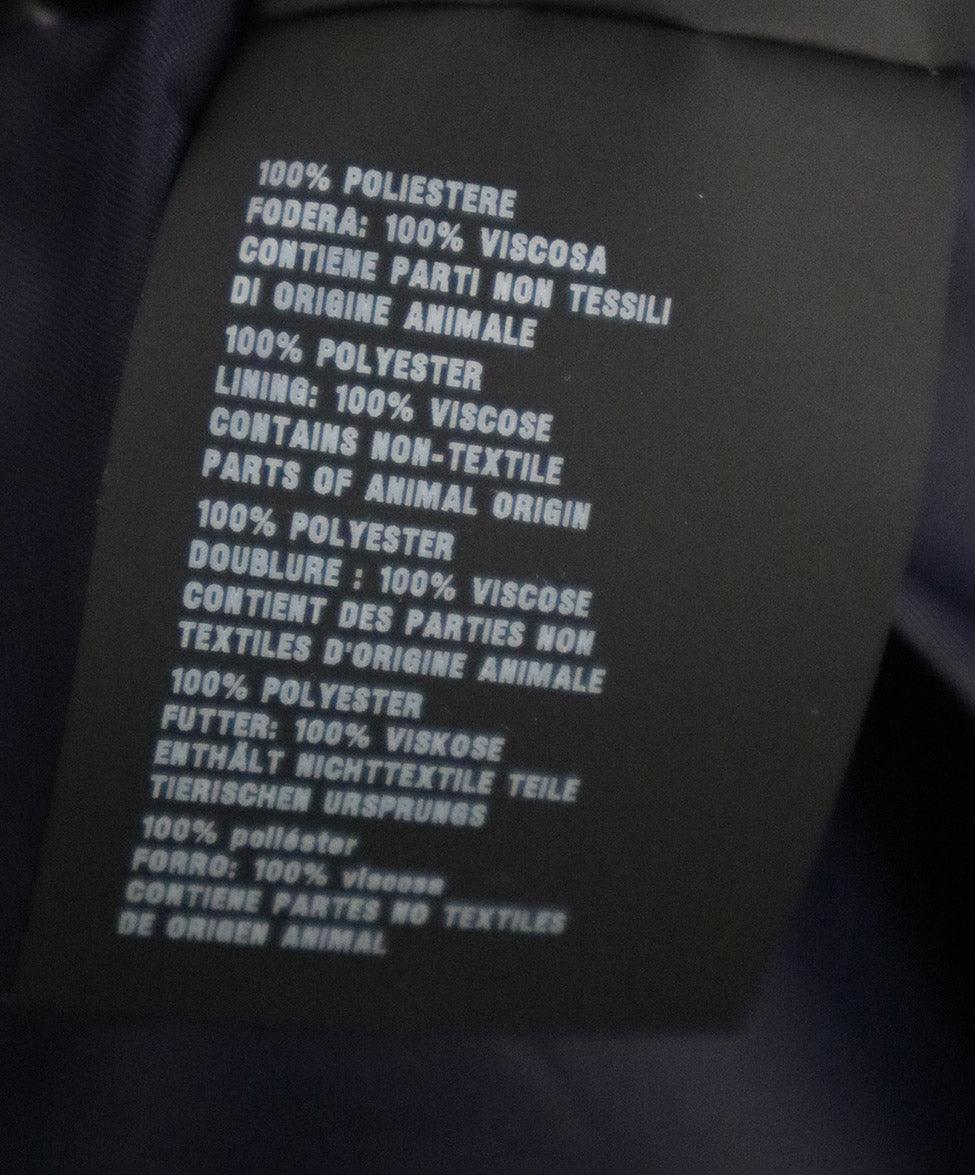 100% POLIESTERE
FODERA: 100% VISCOSA
CONTIENE PARTI NON TESSILI
DI ORIGINE ANIMALE
100% POLYESTER
LINING: 100% VISCOSE
CONTAINS NON-TEXTILE
PARTS OF ANIMAL ORIGIN
100% POLYESTER
DOUBLURE : 100% VISCOSE
CONTIENT DES PARTIES NON
TEXTILES D'ORIGINE ANIMALE
100% POLYESTER
FUTTER: 100% VISKOSE
ENTHÄLT NICHTTEXTILE TEILE
TIERISCHEN URSPRUNGS
100% poliéster
FORRO: 100% viscosa
CONTIENE PARTES NO TEXTILES
DE ORIGEN ANIMAL